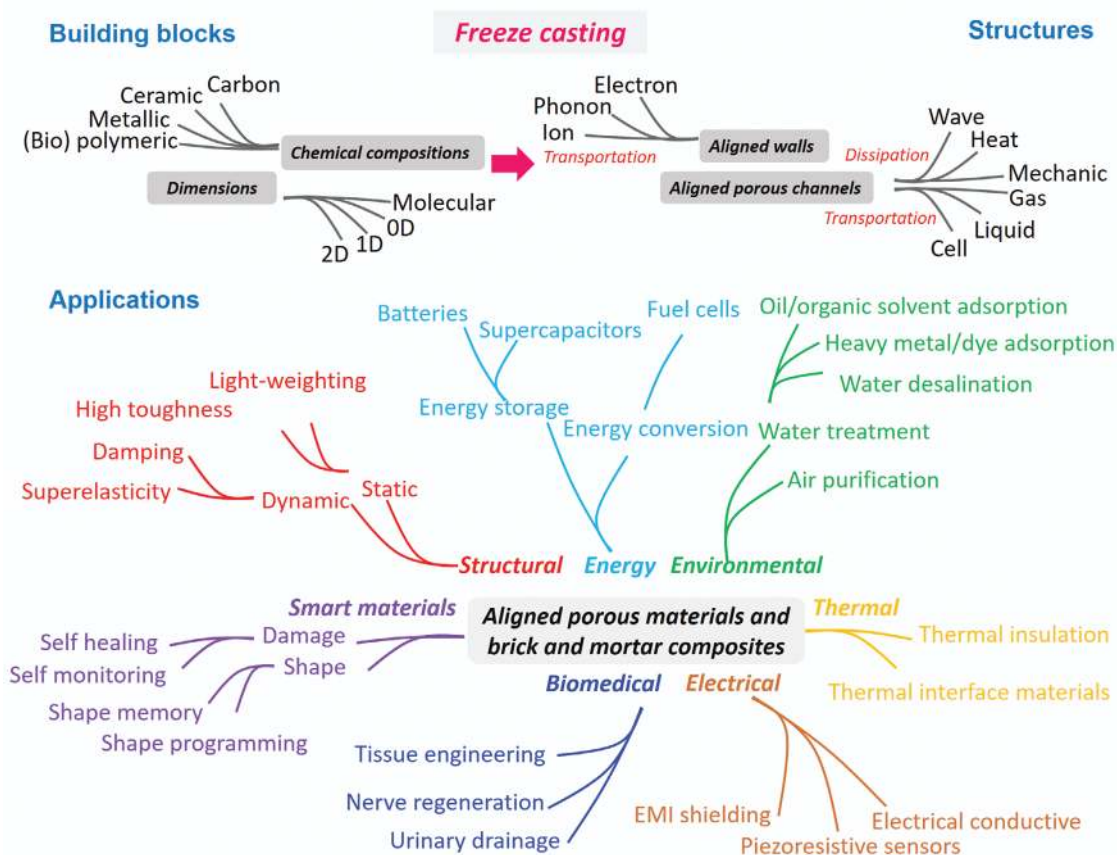 Building blocks
Freeze casting
Structures
Carbon
Ceramic
Metallic
(Bio) polymeric
Chemical compositions
Dimensions
Molecular
0D
1D
2D
Electron
Phonon
Ion
Transportation
Aligned walls
Aligned porous channels
Wave
Dissipation
Heat
Mechanic
Gas
Transportation
Liquid
Cell
Applications
Batteries
Supercapacitors
Fuel cells
Oil/organic solvent adsorption
Heavy metal/dye adsorption
Water desalination
Light-weighting
High toughness
Energy storage
Energy conversion
Water treatment
Damping
Superelasticity
Dynamic
Static
Air purification
Structural
Energy
Environmental
Smart materials
Aligned porous materials and
brick and mortar composites
Thermal
Self healing
Damage
Self monitoring
Shape
Shape memory
Shape programming
Thermal insulation
Thermal interface materials
Biomedical
Electrical
Tissue engineering
Nerve regeneration
Urinary drainage
EMI shielding
Electrical conductive
Piezoresistive sensors